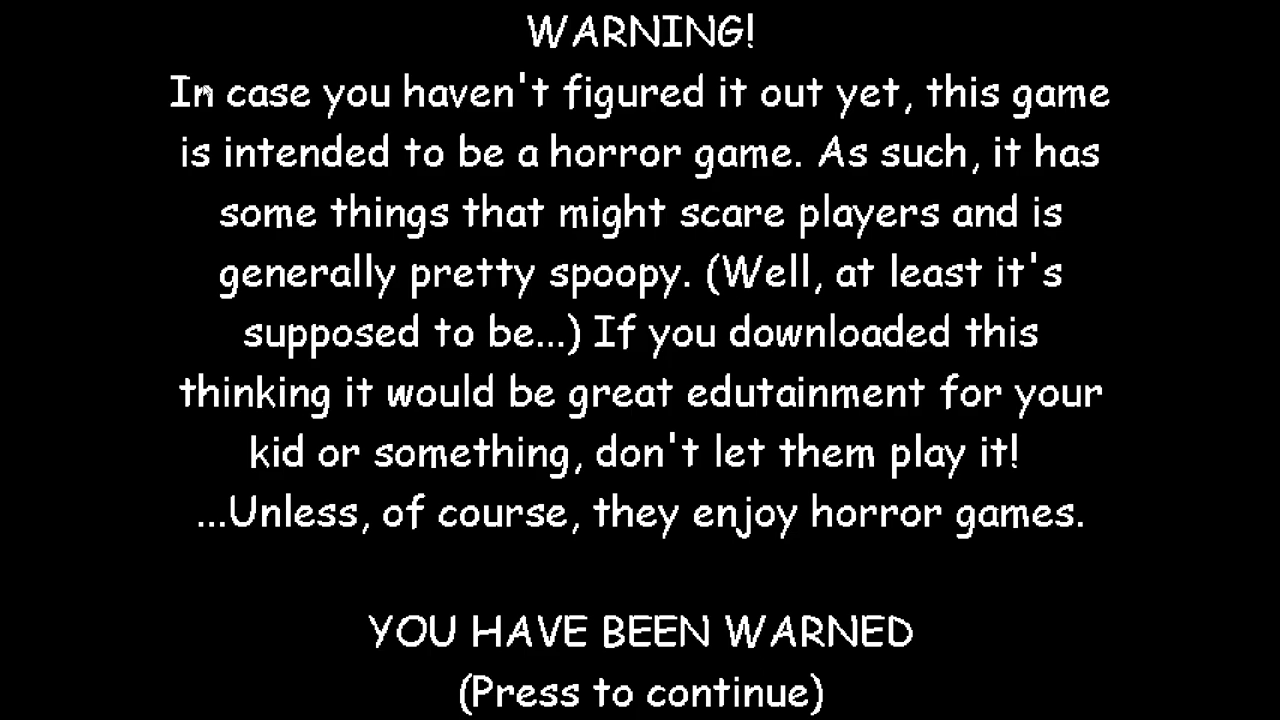 WARNING!
In case you haven't figured it out yet, this game
is intended to be a horror game. As such, it has
some things that might scare players and is
generally pretty spoopy. (Well, at least it's
supposed to be...) If you downloaded this
thinking it would be great edutainment for your
kid or something, don't let them play it!
...Unless, of course, they enjoy horror games.
YOU HAVE BEEN WARNED
(Press to continue)